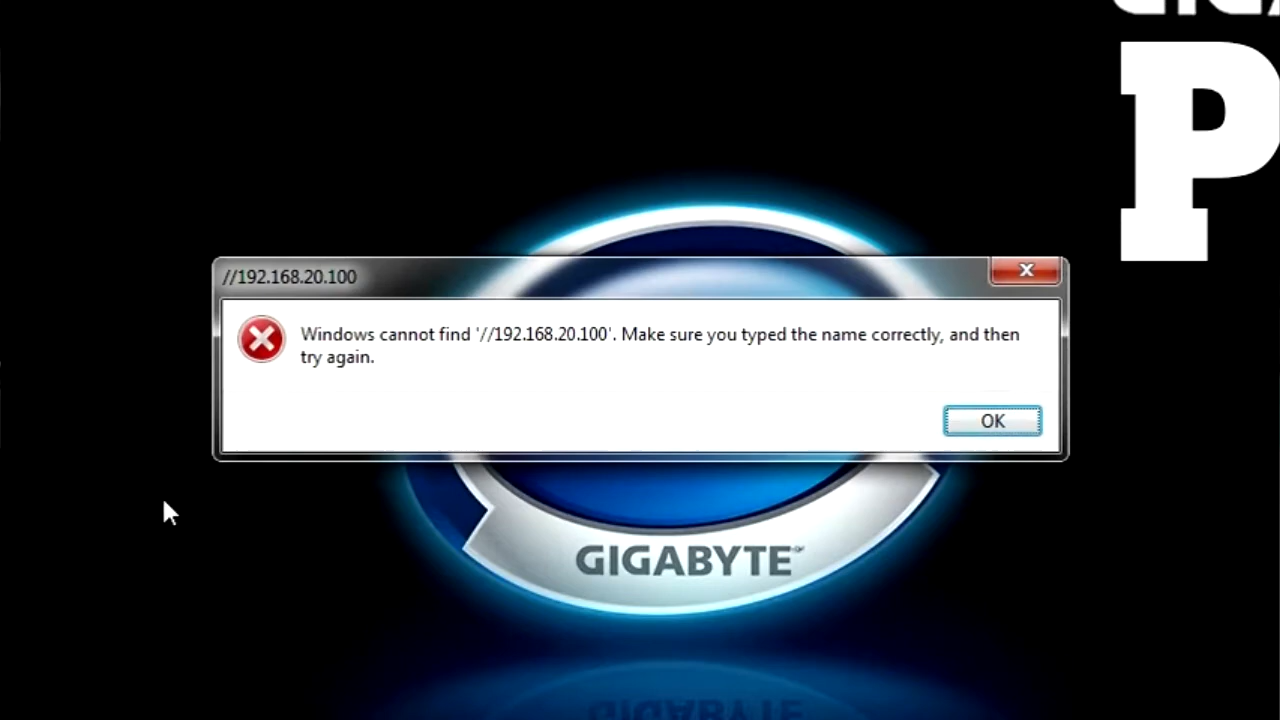 P
//192.168.20.100
Windows cannot find '//192.168.20.100'. Make sure you typed the name correctly, and then
try again.
OK
GIGABYTE™
GIGABYTE